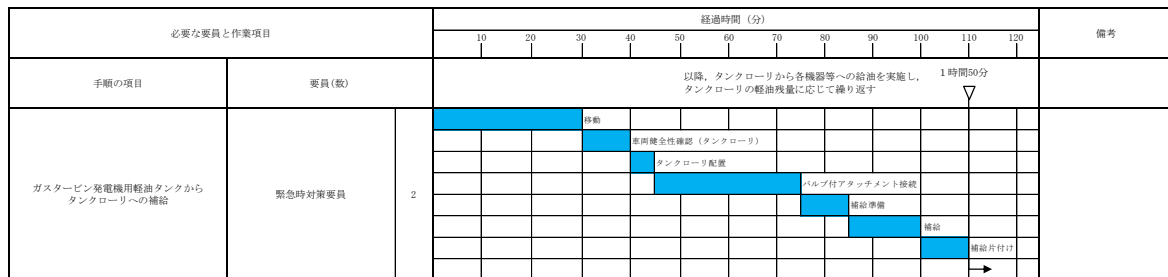 必要な要員と作業項目
経過時間（分）
備考
10 20 30 40 50 60 70 80 90 100 110 120
手順の項目
要員(数)
以降，タンクローリから各機器等への給油を実施し，
タンクローリの軽油残量に応じて繰り返す
1時間50分
移動
車両健全性確認（タンクローリ）
タンクローリ配置
バルブ付アタッチメント接続
補給準備
補給
補給片付け
ガスタービン発電機用軽油タンクから
タンクローリへの補給
緊急時対策要員
2